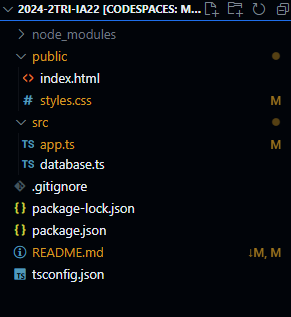 2024-2TRI-IA22 [CODESPACES: M...
node_modules
public
index.html
styles.css M
src
TS app.ts M
TS database.ts
.gitignore
{} package-lock.json
{} package.json
README.md ↓M, M
TS tsconfig.json